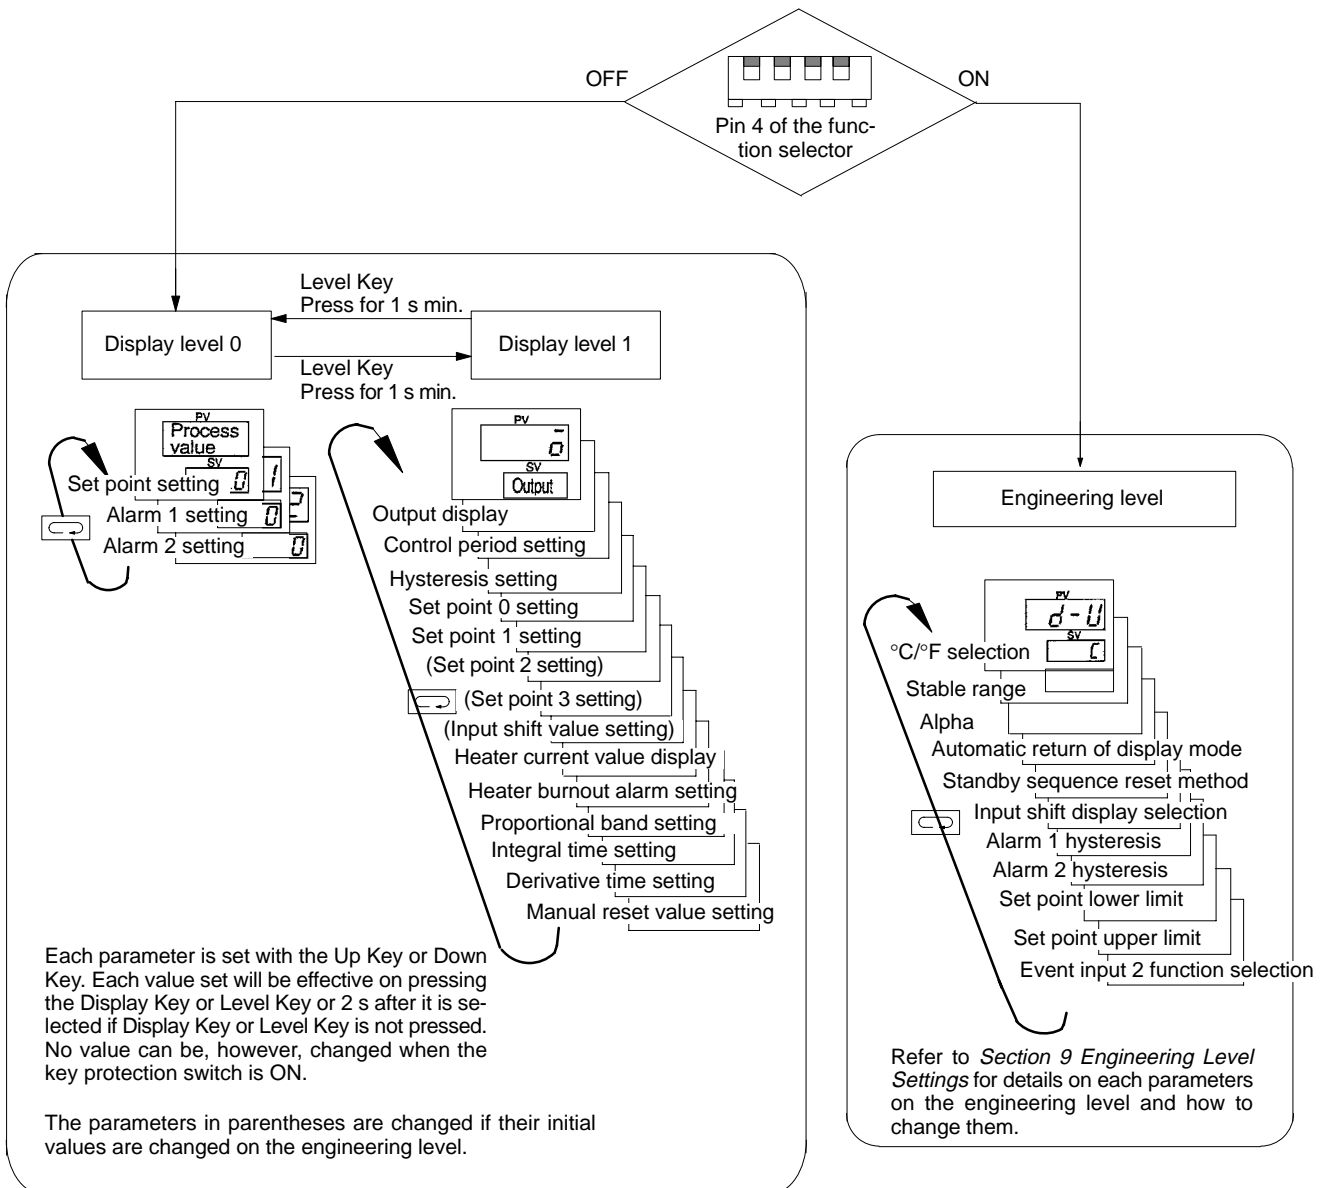 OFF
ON
Pin 4 of the func-
tion selector
Level Key
Press for 1 s min.
Display level 0
Display level 1
Level Key
Press for 1 s min.
PV
Process
value
SV
0
1
2
Set point setting
Alarm 1 setting
0
Alarm 2 setting
0
PV
o
SV
Output
Output display
Control period setting
Hysteresis setting
Set point 0 setting
Set point 1 setting
(Set point 2 setting)
(Set point 3 setting)
(Input shift value setting)
Heater current value display
Heater burnout alarm setting
Proportional band setting
Integral time setting
Derivative time setting
Manual reset value setting
Each parameter is set with the Up Key or Down
Key. Each value set will be effective on pressing
the Display Key or Level Key or 2 s after it is se-
lected if Display Key or Level Key is not pressed.
No value can be, however, changed when the
key protection switch is ON.
The parameters in parentheses are changed if their initial
values are changed on the engineering level.
Engineering level
PV
d-U
SV
C
°C/°F selection
Stable range
Alpha
Automatic return of display mode
Standby sequence reset method
Input shift display selection
Alarm 1 hysteresis
Alarm 2 hysteresis
Set point lower limit
Set point upper limit
Event input 2 function selection
Refer to Section 9 Engineering Level
Settings for details on each parameters
on the engineering level and how to
change them.